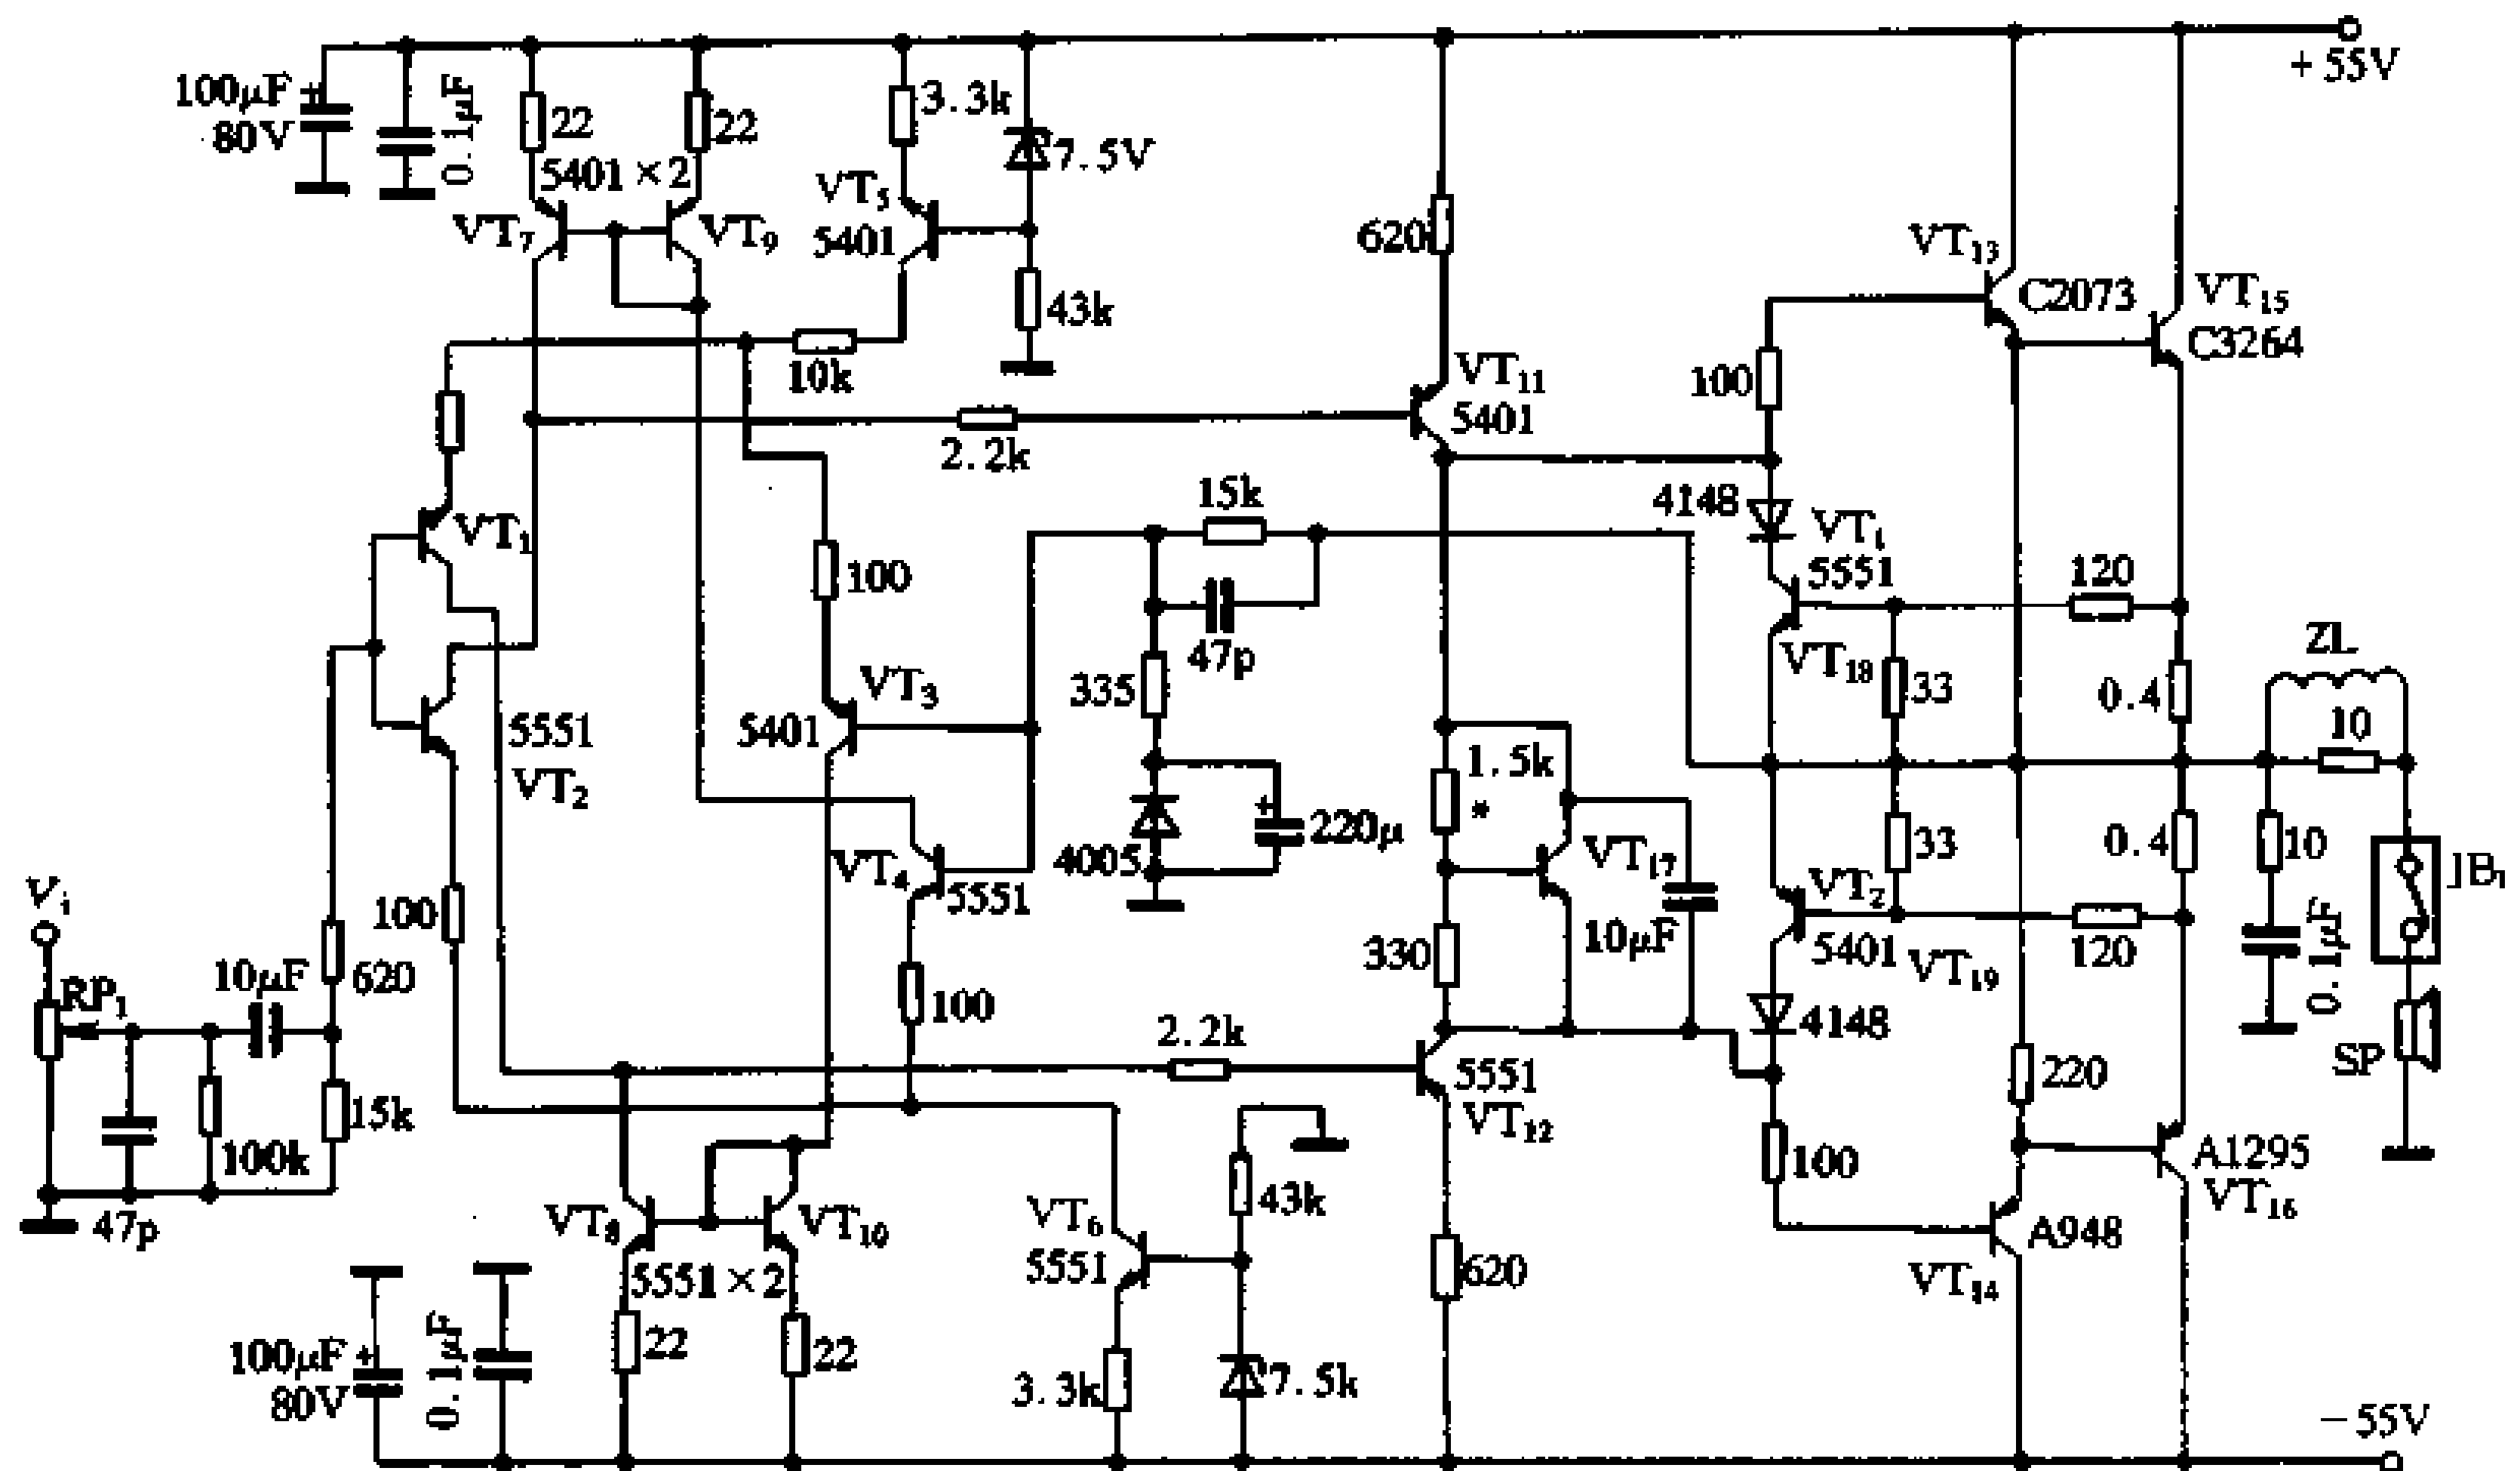 +55V
100μF
80V
0.1μF
22
22
5401×2
VT7
VT9
VT5
5401
3.3k
7.5V
43k
10k
620
VT11
5401
2.2k
VT13
C2073
VT15
C3264
100
4148
VT1
5551
VT18
120
33
0.4
ZL
10
VT1
5551
VT2
100
VT3
5401
15k
47p
335
4005
220μ
VT4
5551
100
1.5k
*
330
VT17
10μF
33
VT2
5401
VT19
120
0.4
10
0.1μF
JB1
SP
4148
100
220
A1295
VT16
A948
VT14
Vi
RP1
10μF
620
100
47p
100k
15k
2.2k
5551
VT12
620
VT8
VT10
5551×2
22
22
VT6
5551
43k
3.3k
7.5k
100μF
80V
0.1μF
−55V